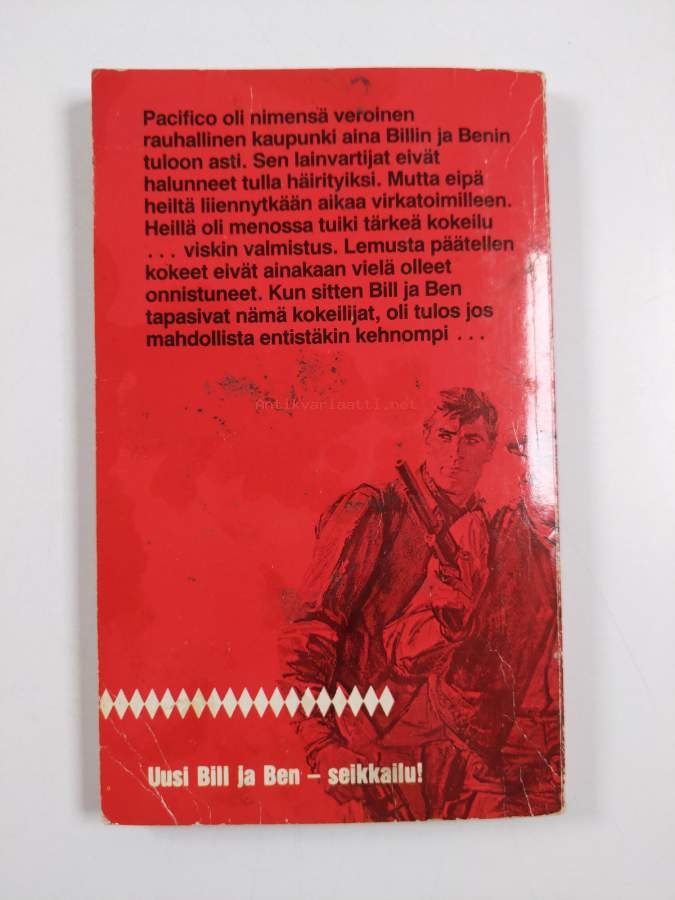 Pacifico oli nimensä veroinen
rauhallinen kaupunki aina Billin ja Benin
tuloon asti. Sen lainvartijat eivät
halunneet tulla häirityiksi. Mutta eipä
heiltä liiennytkään aikaa virkatoimilleen.
Heillä oli menossa tuiki tärkeä kokeilu
... viskin valmistus. Lemusta päätellen
kokeet eivät ainakaan vielä olleet
onnistuneet. Kun sitten Bill ja Ben
tapasivat nämä kokeilijat, oli tulos jos
mahdollista entistäkin kehnompi ...
Antikvariaatti.net
Uusi Bill ja Ben – seikkailu!